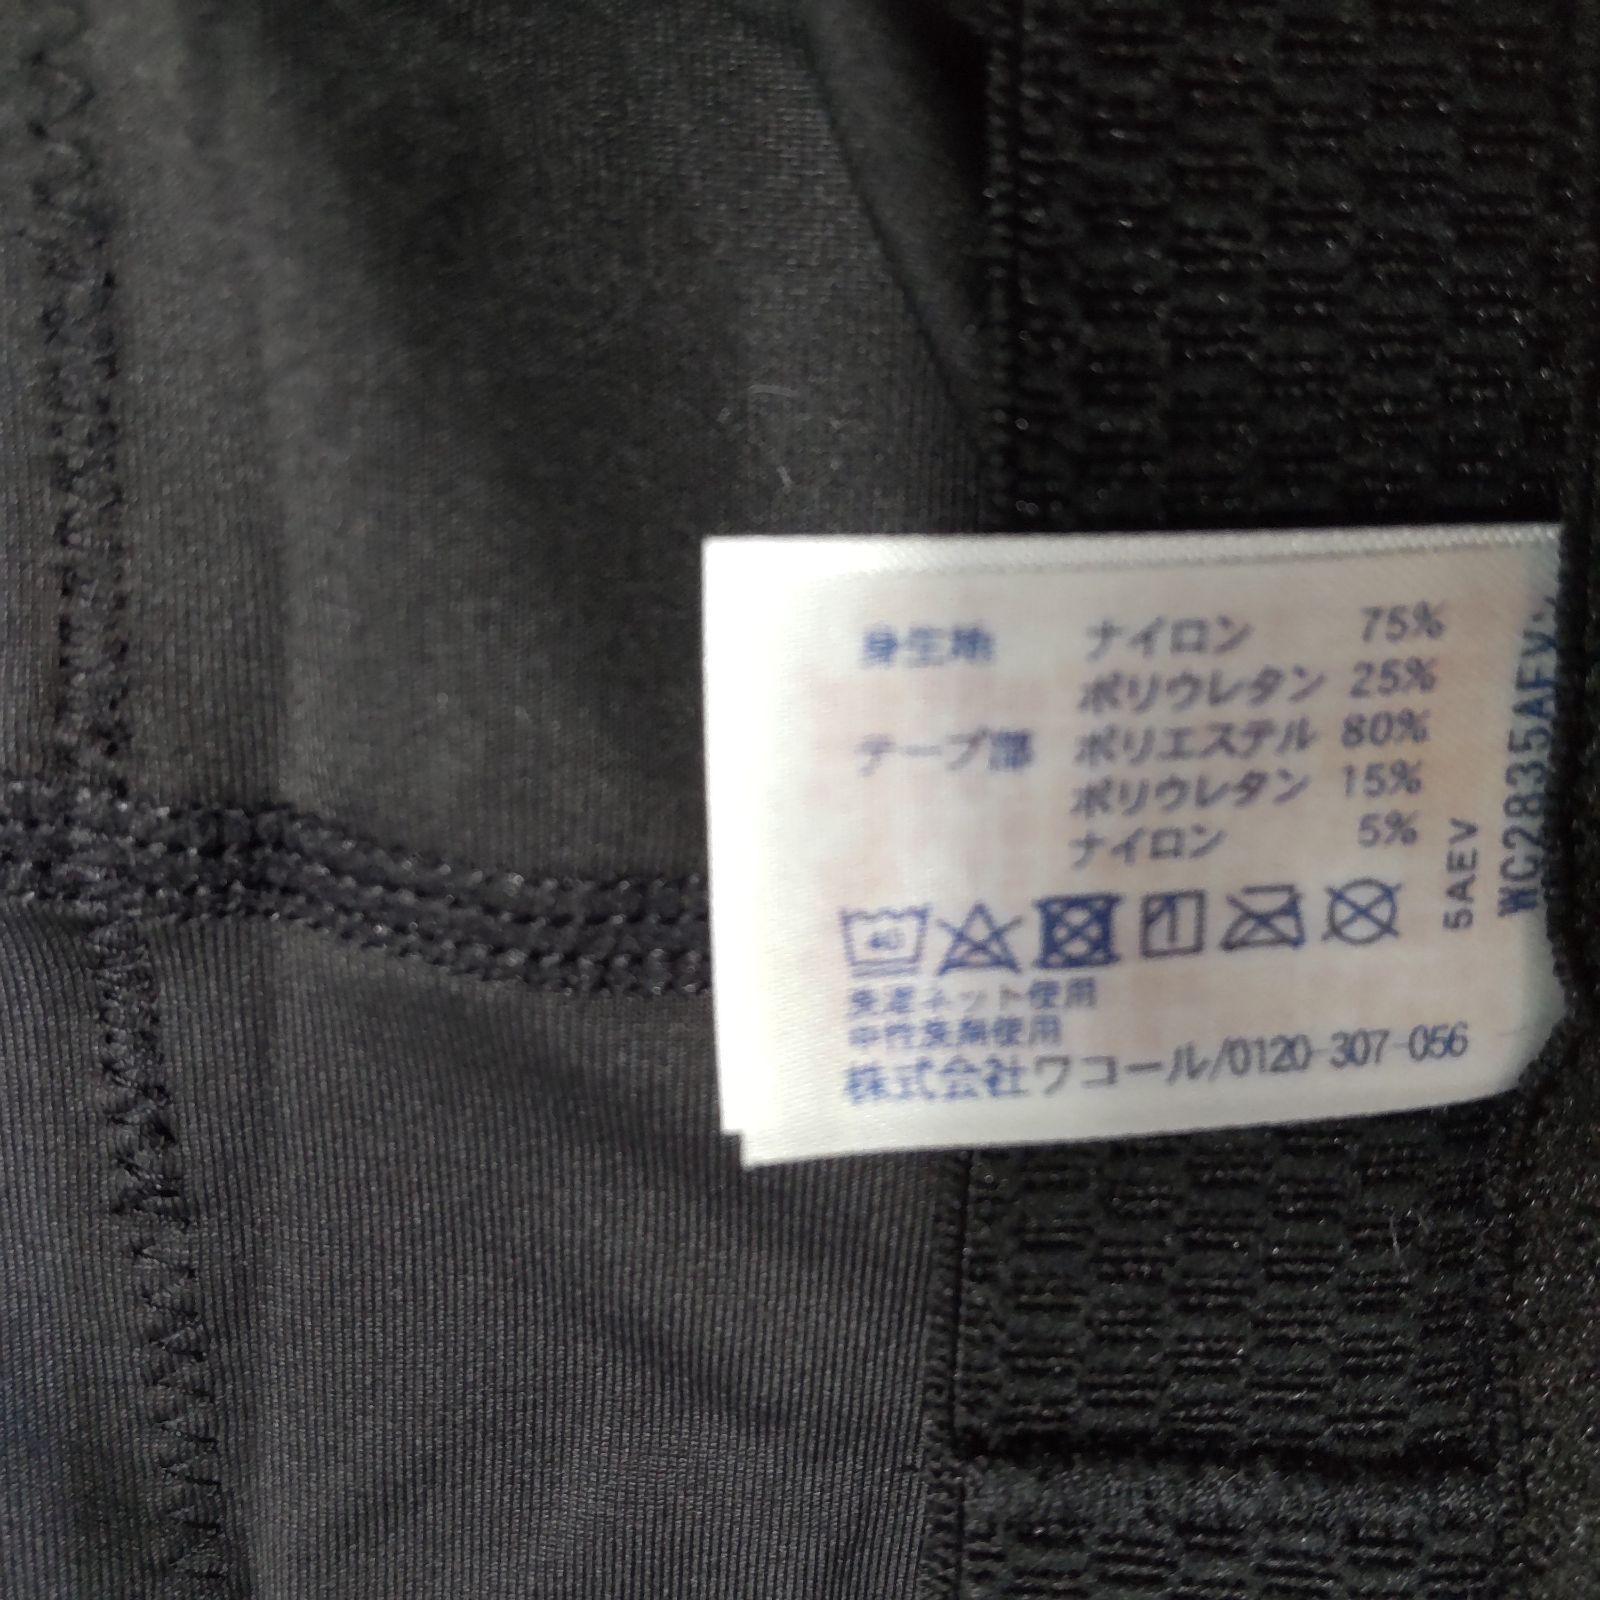 身生地 ナイロン 75%
ポリウレタン 25%
テープ部 ポリエステル 80%
ポリウレタン 15%
ナイロン 5%
40
洗濯ネット使用
中性洗剤使用
株式会社ワコール/0120-307-056
5AEV
WC2835AEV